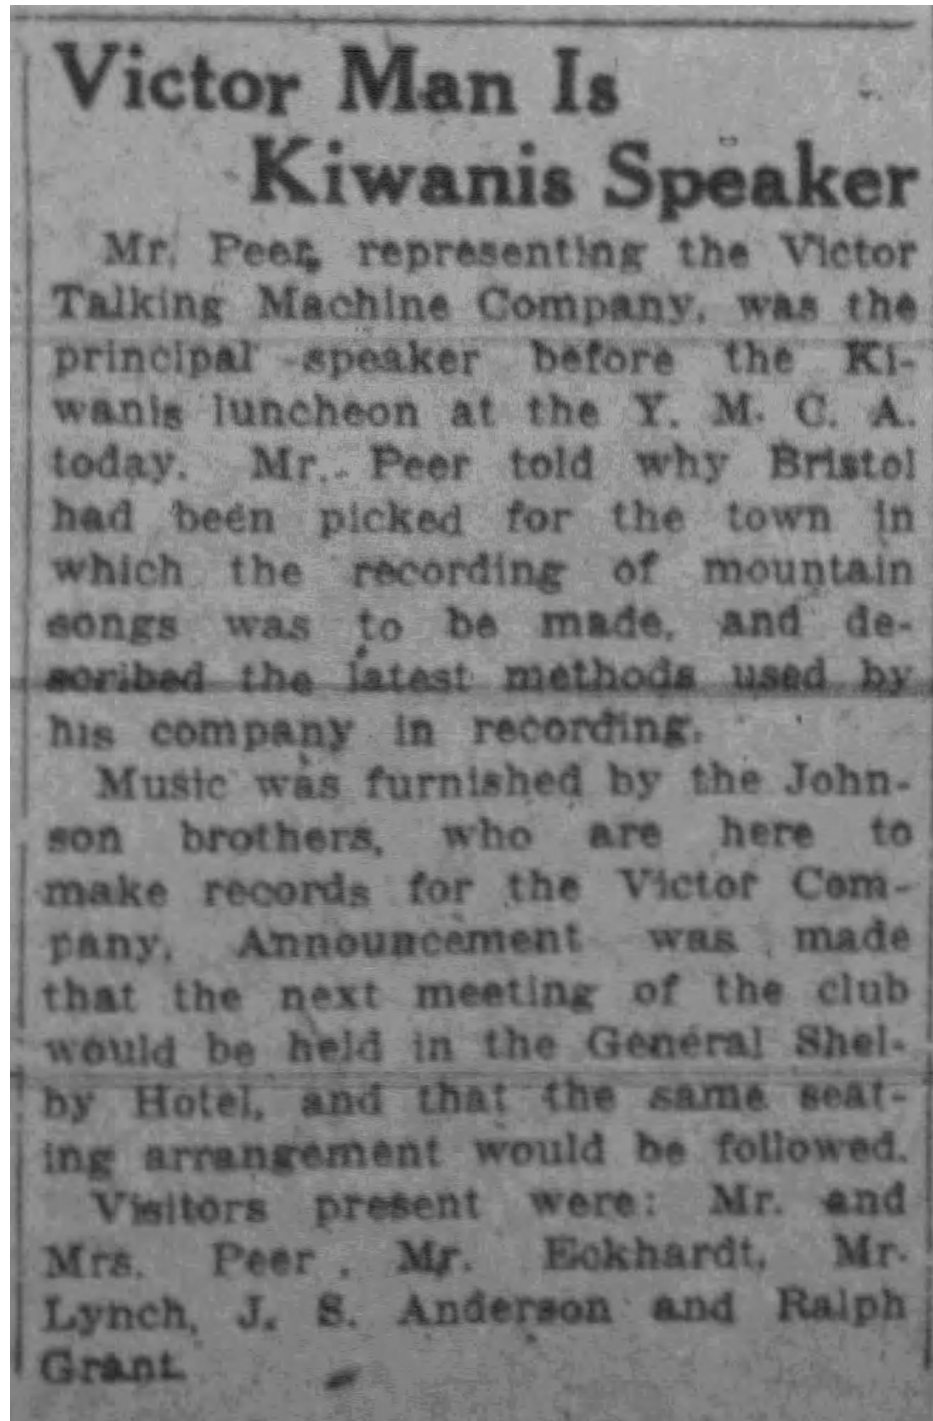 Victor Man Is
Kiwanis Speaker
Mr. Peer, representing the Victor
Talking Machine Company, was the
principal speaker before the Ki-
wanis luncheon at the Y. M. C. A.
today. Mr. Peer told why Bristol
had been picked for the town in
which the recording of mountain
songs was to be made, and de-
scribed the latest methods used by
his company in recording.
Music was furnished by the John-
son brothers, who are here to
make records for the Victor Com-
pany. Announcement was made
that the next meeting of the club
would be held in the General Shel-
by Hotel, and that the same seat-
ing arrangement would be followed.
Visitors present were: Mr. and
Mrs. Peer, Mr. Eckhardt, Mr.
Lynch, J. S. Anderson and Ralph
Grant.